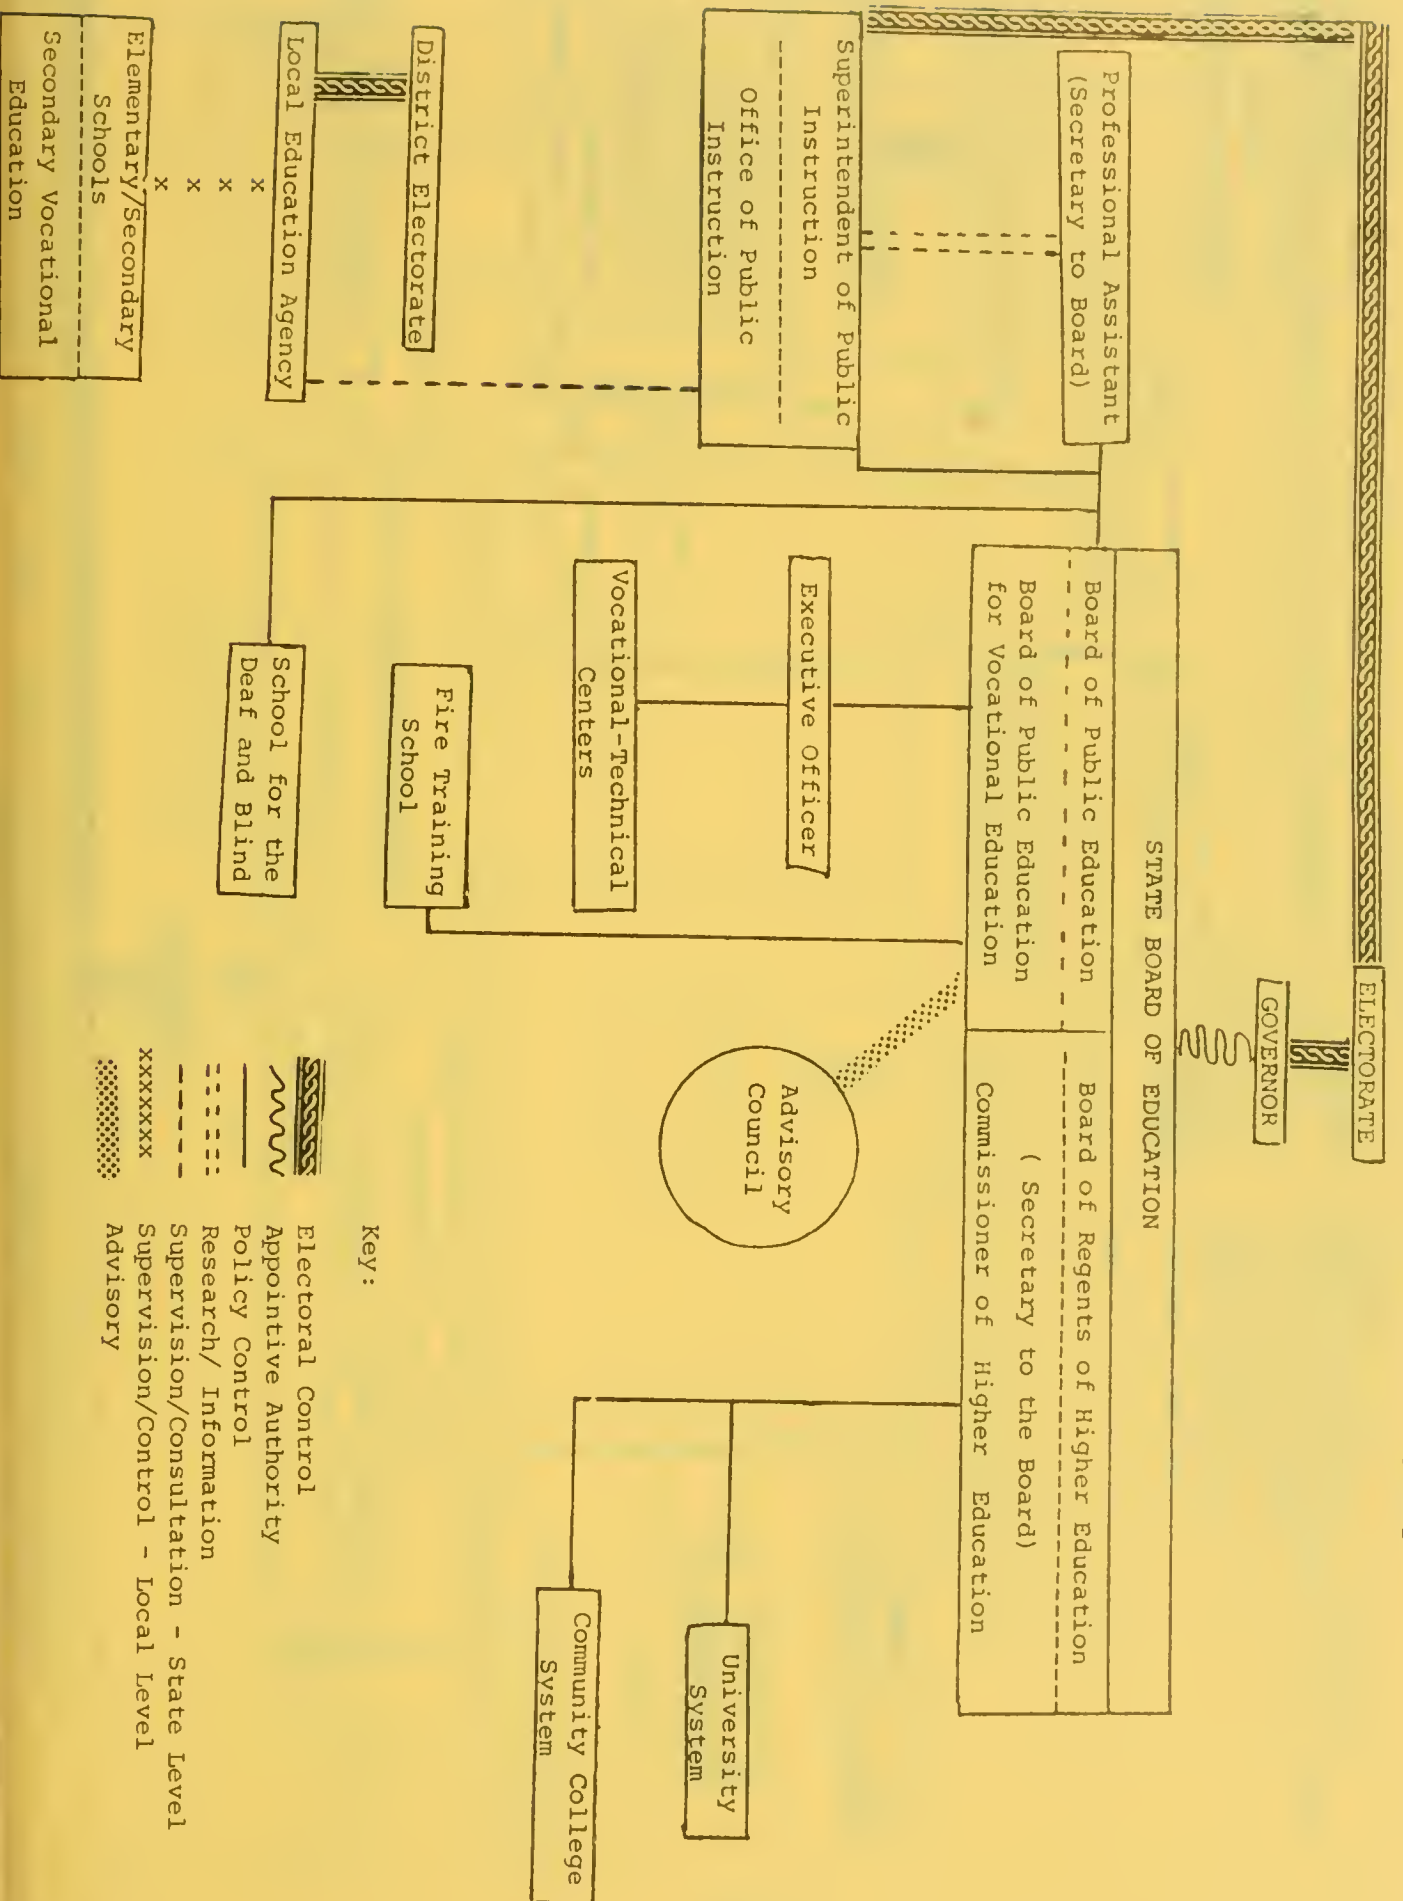 ELECTORATE
GOVERNOR
STATE BOARD OF EDUCATION
Professional Assistant
(Secretary to Board)
Board of Public Education
Board of Public Education
for Vocational Education
Board of Regents of Higher Education
( Secretary to the Board)
Commissioner of Higher Education
Superintendent of Public
Instruction
Office of Public
Instruction
Executive Officer
Advisory
Council
University
System
Vocational-Technical
Centers
Community College
System
District Electorate
Fire Training
School
Local Education Agency
School for the
Deaf and Blind
x
x
x
x
Elementary/Secondary
Schools
Secondary Vocational
Education
Key:
Electoral Control
Appointive Authority
Policy Control
Research/ Information
Supervision/Consultation - State Level
xxxxxxx Supervision/Control - Local Level
Advisory